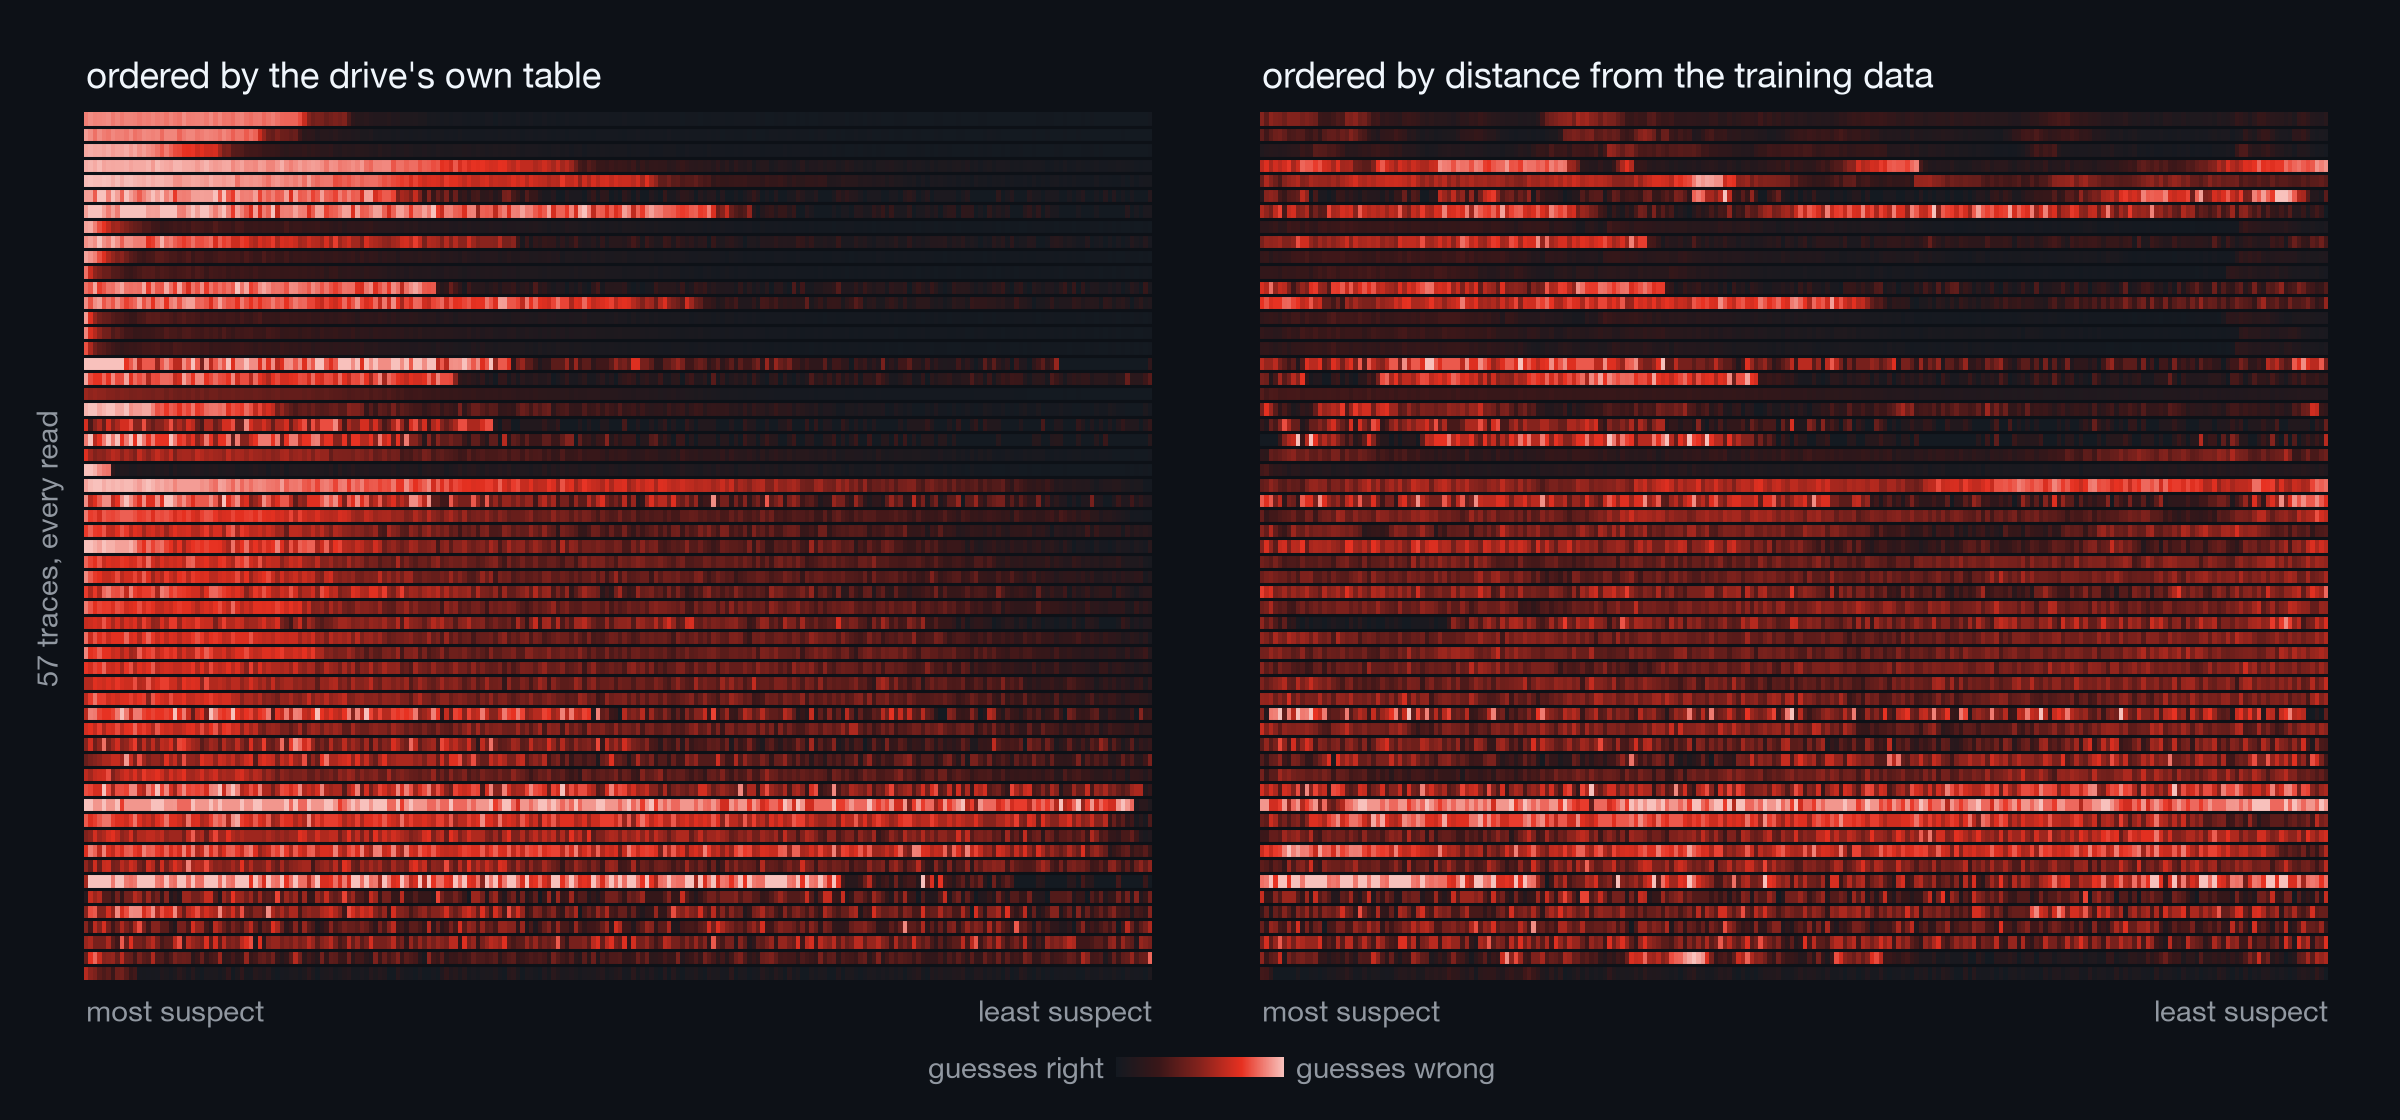 ordered by the drive's own table
ordered by distance from the training data
57 traces, every read
most suspect
least suspect
most suspect
least suspect
guesses right
guesses wrong